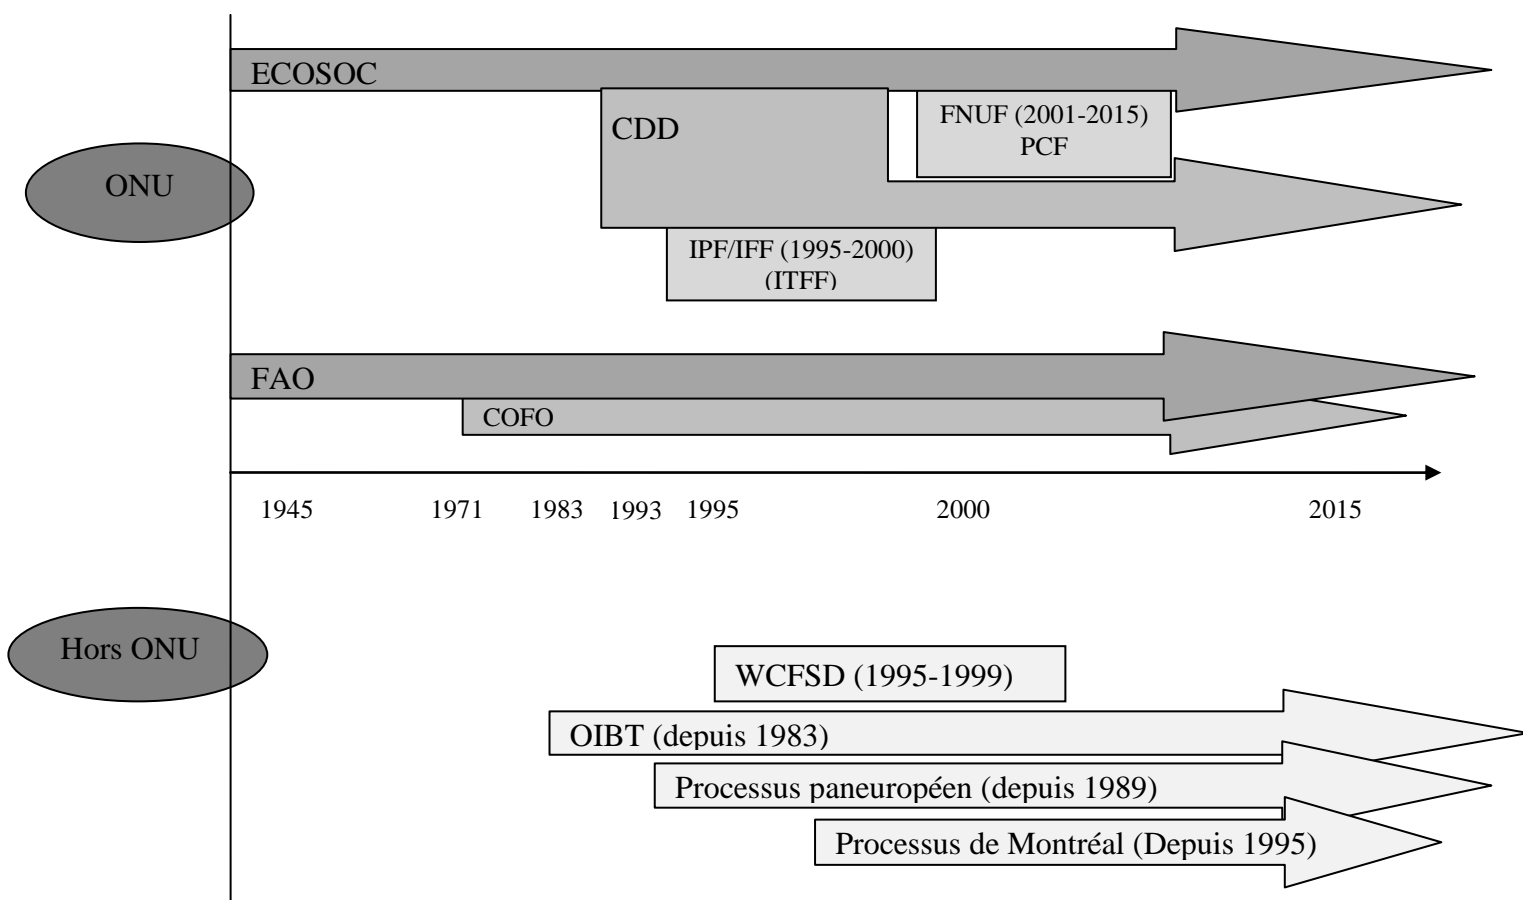 ECOSOC
CDD
FNUF (2001-2015)
PCF
ONU
IPF/IFF (1995-2000)
(ITFF)
FAO
COFO
1945 1971 1983 1993 1995 2000 2015
Hors ONU
WCFSD (1995-1999)
OIBT (depuis 1983)
Processus paneuropéen (depuis 1989)
Processus de Montréal (Depuis 1995)